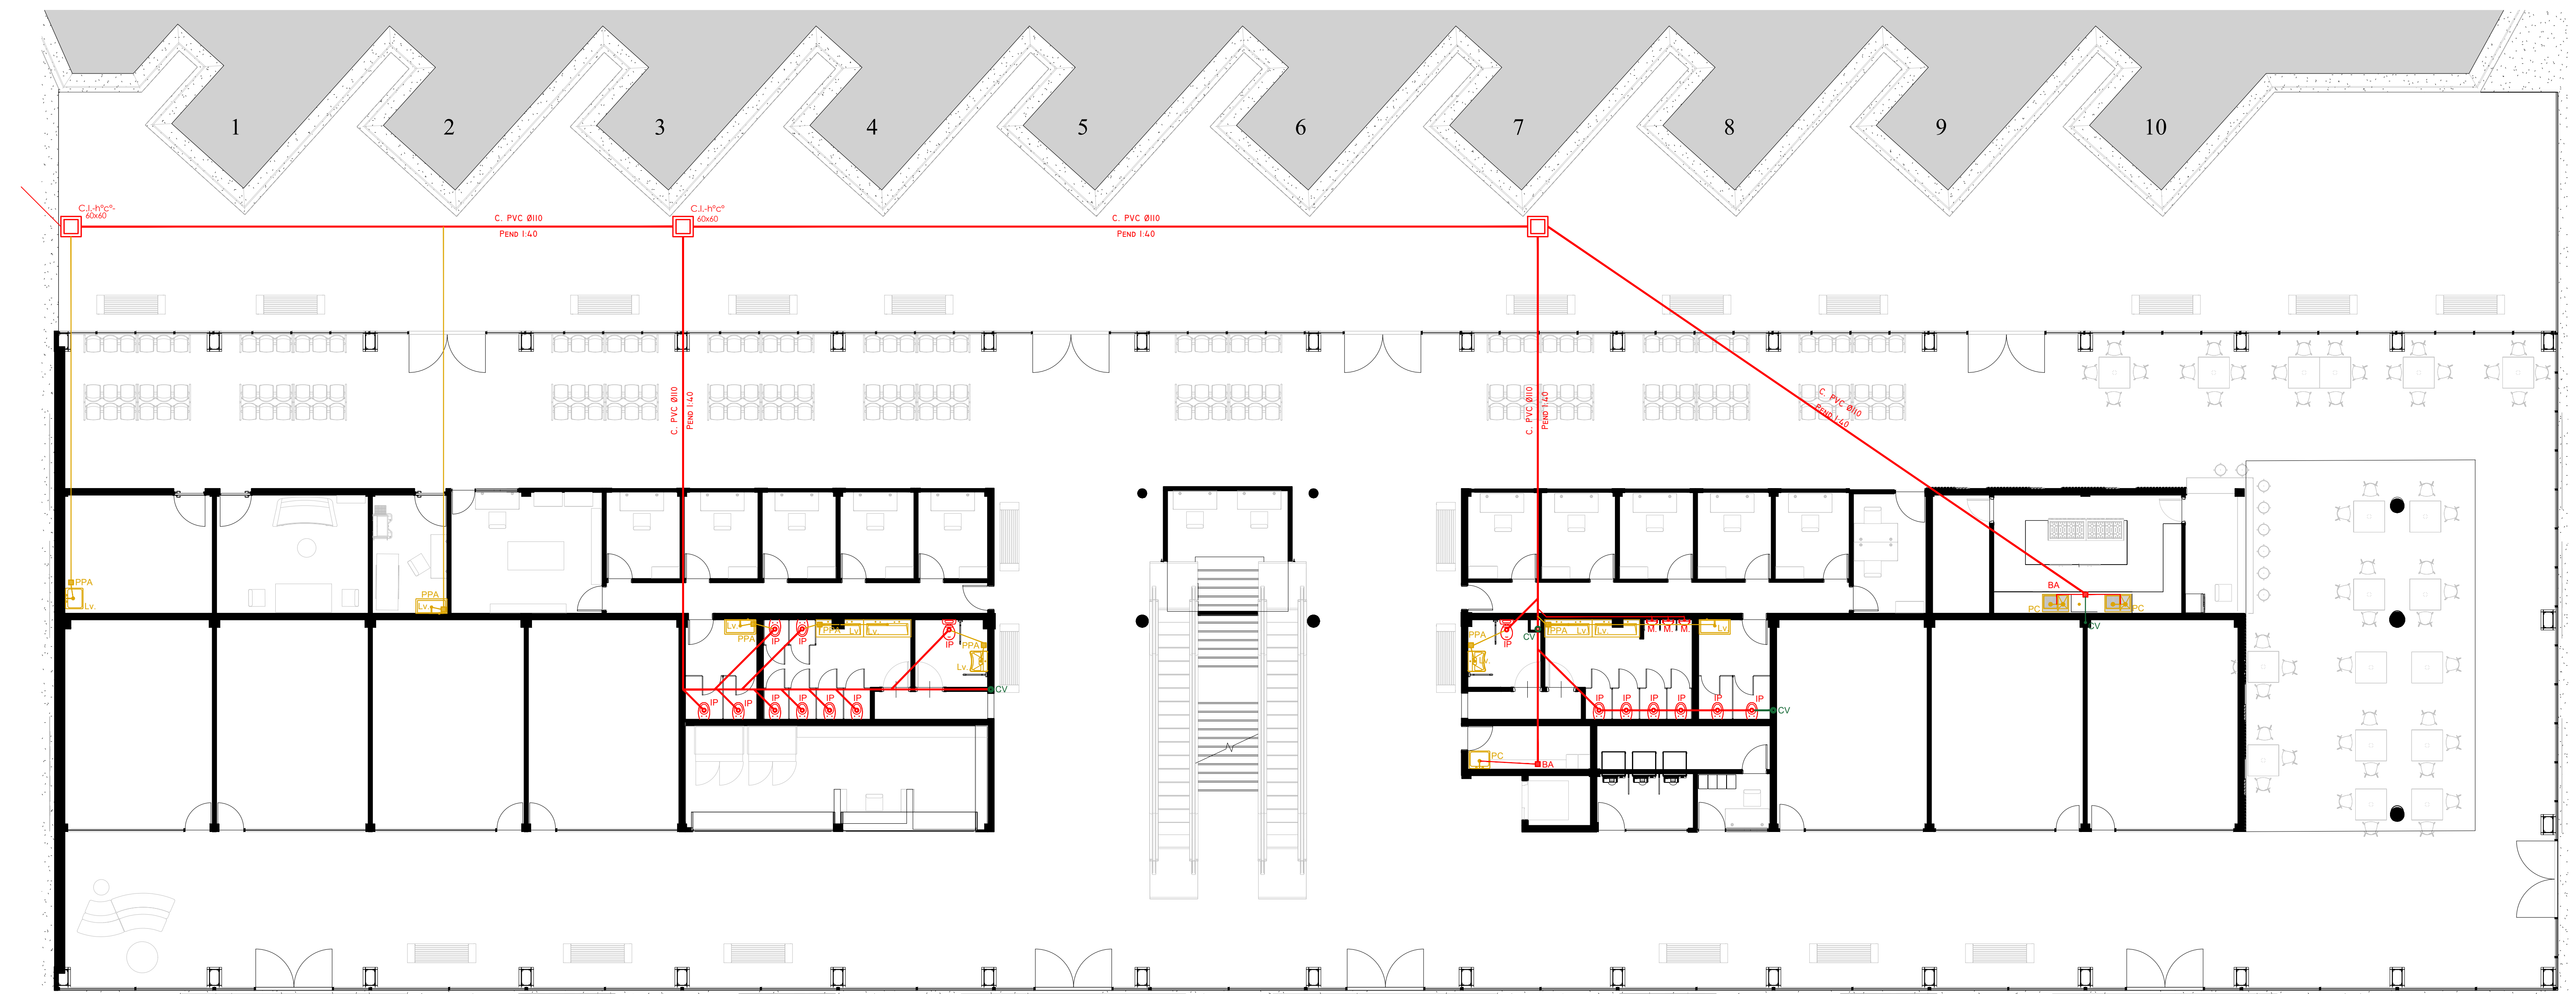 1
2
3
4
5
6
7
8
9
10
C.I.-hºcº-
60x60
C.I.-hºcº
60x60
C. PVC Ø110
PEND 1:40
C. PVC Ø110
PEND 1:40
C. PVC Ø110
PEND 1:40
C. PVC Ø110
PEND 1:40
C. PVC Ø110
PEND 1:40
PPA
Lv.
PPA
Lv.
Lv.
PPA
IP
IP
PPA
Lv.
Lv.
IP
PPA
Lv.
CV
IP
IP
IP
IP
IP
IP
PPA
Lv.
IP
CV
PPA
Lv.
Lv.
M.
M.
M.
Lv.
IP
IP
IP
IP
IP
IP
CV
PC
BA
BA
PC
PC
CV